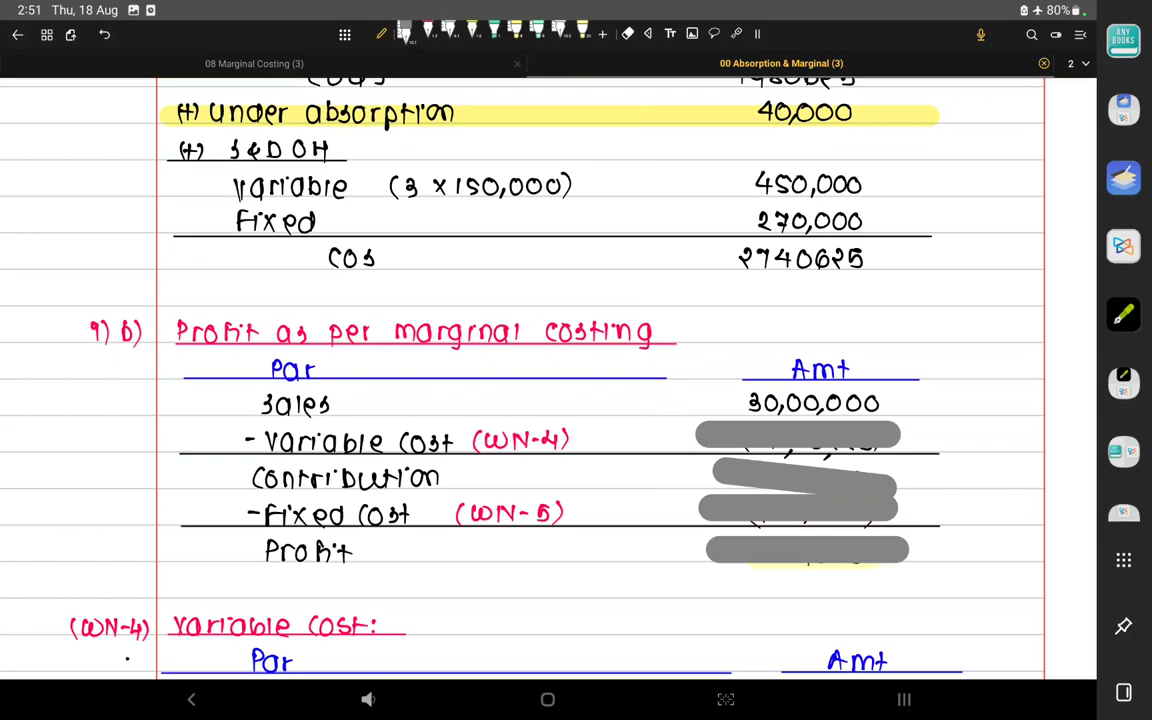 2:51 Thu, 18 Aug 80%
08 Marginal Costing (3) 00 Absorption & Marginal (3) 2
ANY BOOKS
(+) under absorption 40,000
(+) S & D OH
variable (3 × 150,000) 450,000
Fixed 270,000
COS 2740625
9) b) Profit as per marginal costing
Par Amt
Sales 30,00,000
- Variable Cost (WN-4)
Contribution
- Fixed Cost (WN-5)
Profit
(WN-4) Variable Cost:
Par Amt